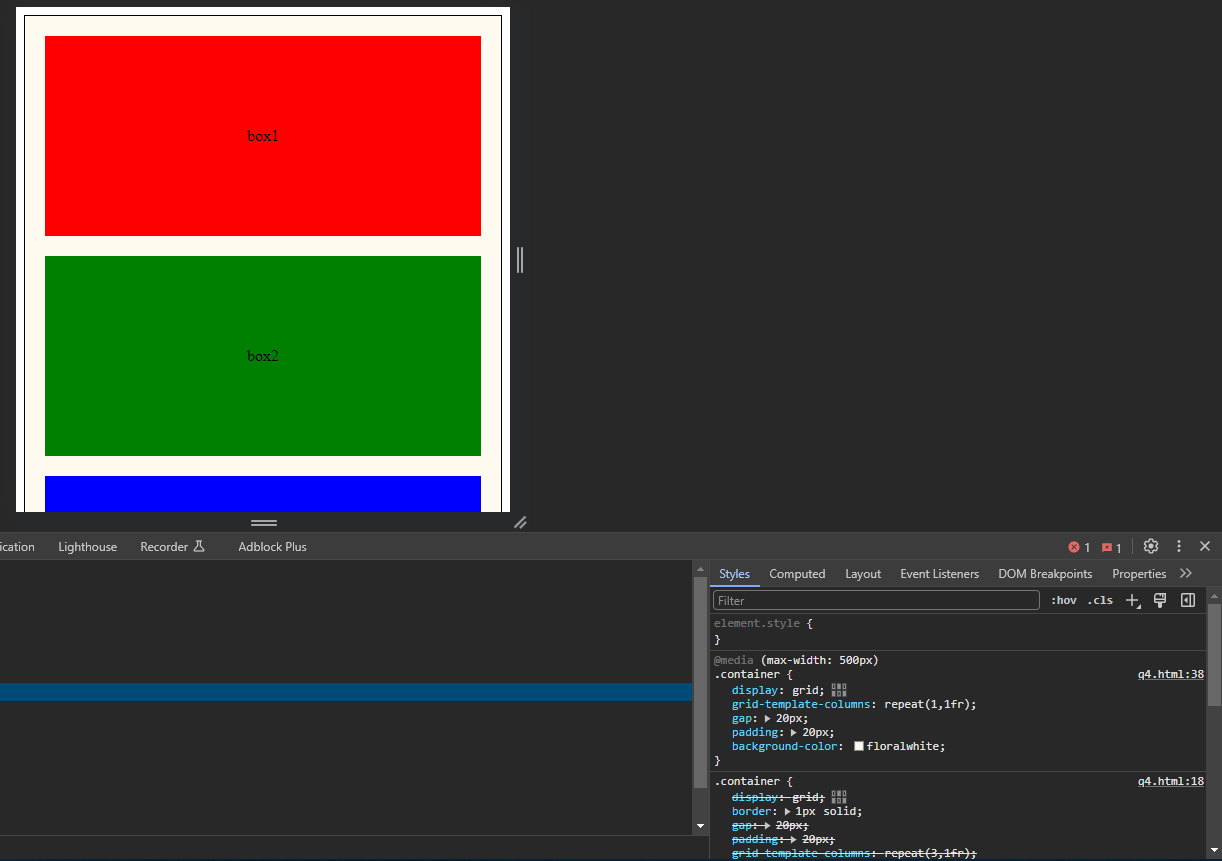 box1
box2
ication Lighthouse Recorder Adblock Plus 1 1
Styles Computed Layout Event Listeners DOM Breakpoints Properties
Filter :hov .cls
element.style {
}
@media (max-width: 500px)
.container { q4.html:38
display: grid;
grid-template-columns: repeat(1,1fr);
gap: 20px;
padding: 20px;
background-color: floralwhite;
}
.container { q4.html:18
display: grid;
border: 1px solid;
gap: 20px;
padding: 20px;
grid-template-columns: repeat(3,1fr);